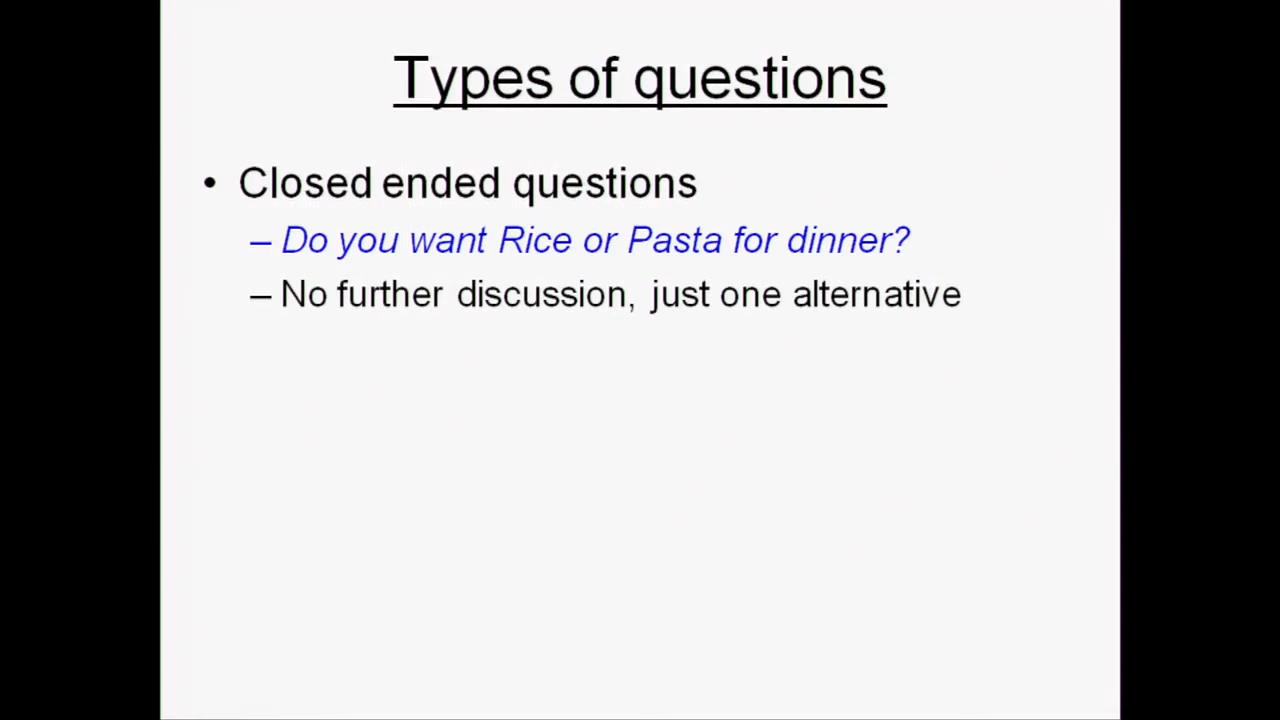 Types of questions
• Closed ended questions
– Do you want Rice or Pasta for dinner?
– No further discussion, just one alternative